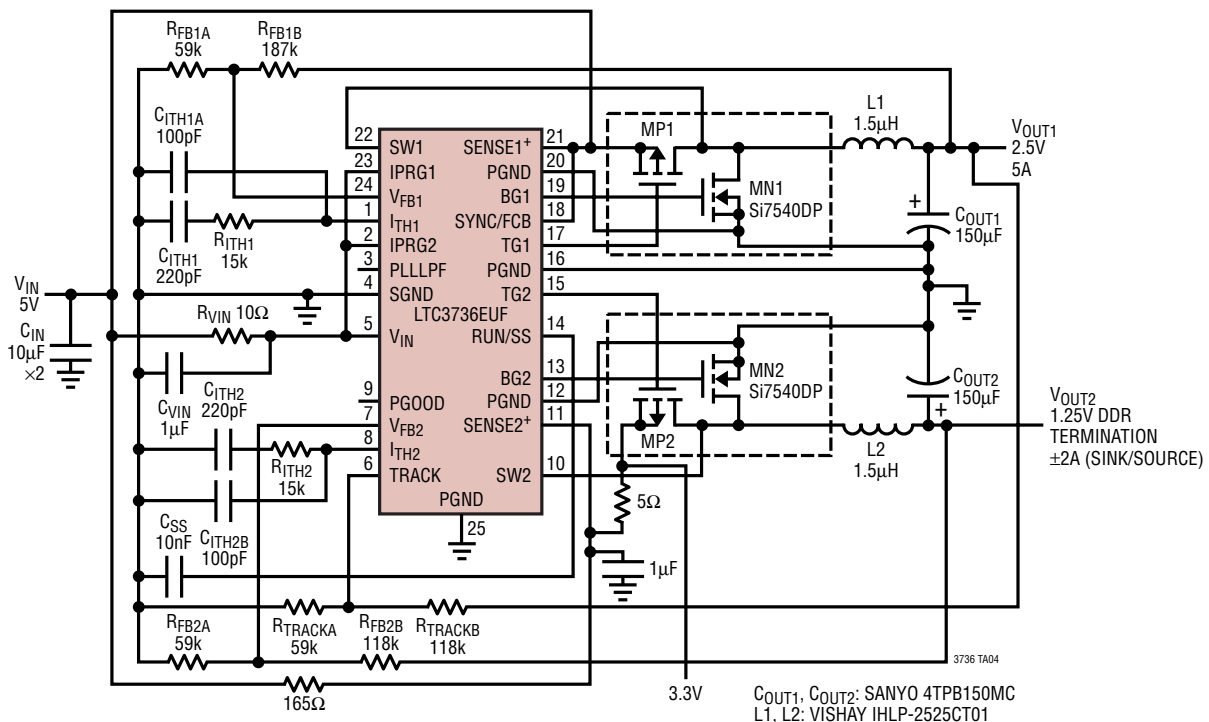 RFB1A
59k
RFB1B
187k
CITH1A
100pF
RITH1
15k
CITH1
220pF
VIN
5V
CIN
10µF
×2
RVIN 10Ω
CVIN
1µF
CITH2
220pF
RITH2
15k
CITH2B
100pF
CSS
10nF
RFB2A
59k
RTRACKA
59k
RFB2B
118k
RTRACKB
118k
165Ω
22 SW1
23 IPRG1
24 VFB1
1 ITH1
2 IPRG2
3 PLLLPF
4 SGND
5 VIN
9 PGOOD
7 VFB2
8 ITH2
6 TRACK
LTC3736EUF
SENSE1+ 21
PGND 20
BG1 19
SYNC/FCB 18
TG1 17
PGND 16
TG2 15
RUN/SS 14
BG2 13
PGND 12
SENSE2+ 11
SW2 10
PGND
25
MP1
MN1
Si7540DP
L1
1.5µH
VOUT1
2.5V
5A
+
COUT1
150µF
MN2
Si7540DP
MP2
L2
1.5µH
COUT2
150µF
+
VOUT2
1.25V DDR
TERMINATION
±2A (SINK/SOURCE)
5Ω
1µF
3.3V
3736 TA04
COUT1, COUT2: SANYO 4TPB150MC
L1, L2: VISHAY IHLP-2525CT01